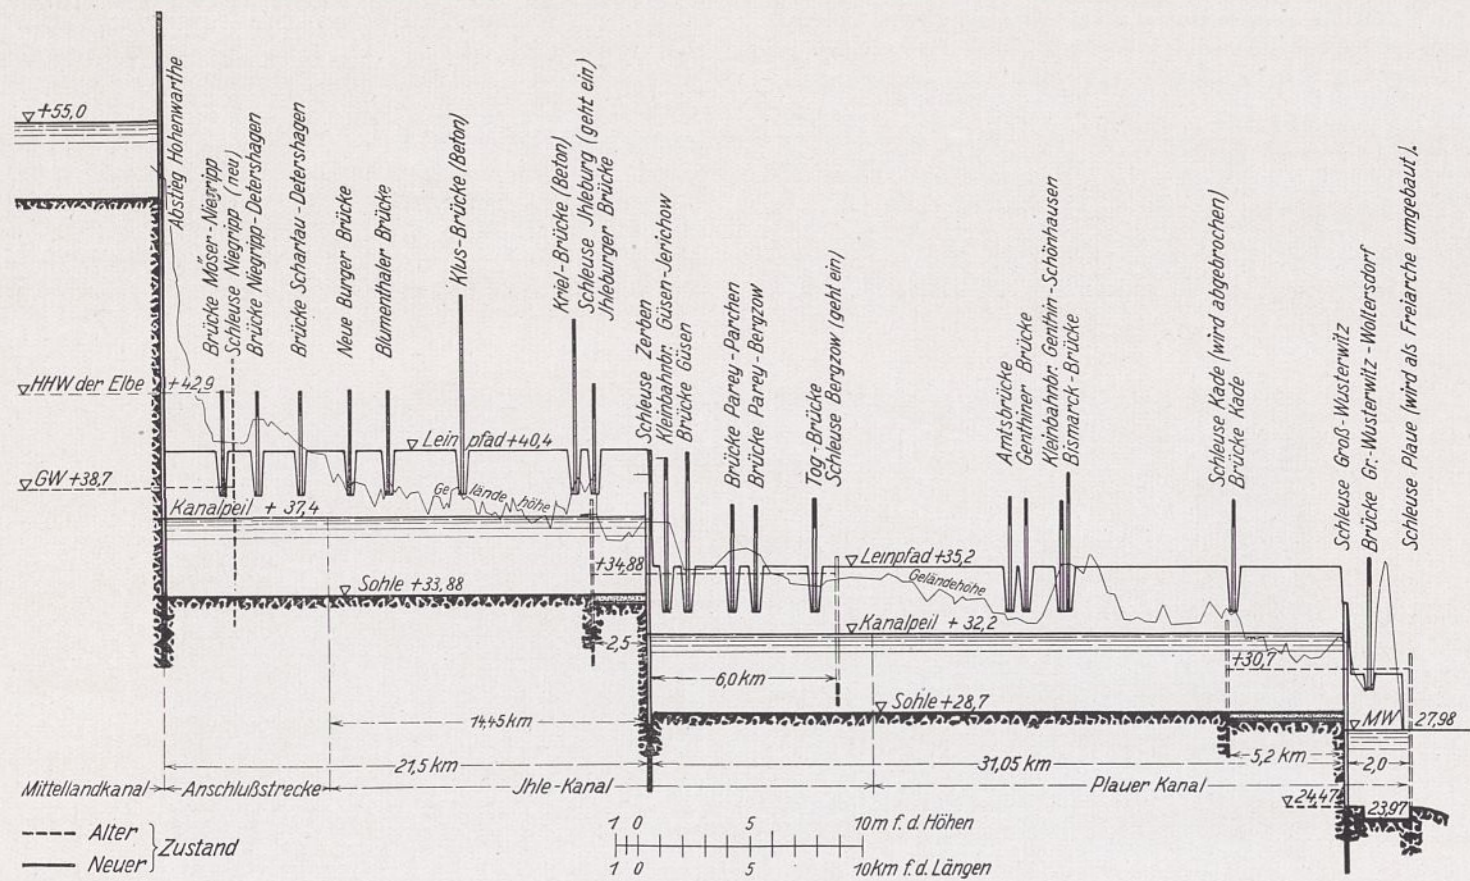 +55,0
Abstieg Hohenwarthe
Brücke Möser-Niegripp
Schleuse Niegripp (neu)
Brücke Niegripp-Detershagen
Brücke Schartau-Detershagen
Neue Burger Brücke
Blumenthaler Brücke
Klus-Brücke (Beton)
Kriel-Brücke (Beton)
Schleuse Jhleburg (geht ein)
Jhleburger Brücke
Schleuse Zerben
Kleinbahnbr. Güsen-Jerichow
Brücke Güsen
Brücke Parey-Parchen
Brücke Parey-Bergzow
Tog-Brücke
Schleuse Bergzow (geht ein)
Amtsbrücke
Genthiner Brücke
Kleinbahnbr. Genthin-Schönhausen
Bismarck-Brücke
Schleuse Kade (wird abgebrochen)
Brücke Kade
Schleuse Groß-Wusterwitz
Brücke Gr.-Wusterwitz-Woltersdorf
Schleuse Plaue (wird als Freiarche umgebaut).
HHW der Elbe +42,9
Leinpfad +40,4
GW +38,7
Geländehöhe
Kanalpeil + 37,4
+34,88
Leinpfad +35,2
Geländehöhe
Sohle +33,88
Kanalpeil + 32,2
2,5
+30,7
6,0 km
Sohle +28,7
14,45 km
MW 27,98
21,5 km
31,05 km
5,2 km
2,0
Mittellandkanal
Anschlußstrecke
Jhle-Kanal
Plauer Kanal
24,47
23,97
Alter
Neuer
Zustand
1 0 5 10 m f. d. Höhen
1 0 5 10 km f. d. Längen